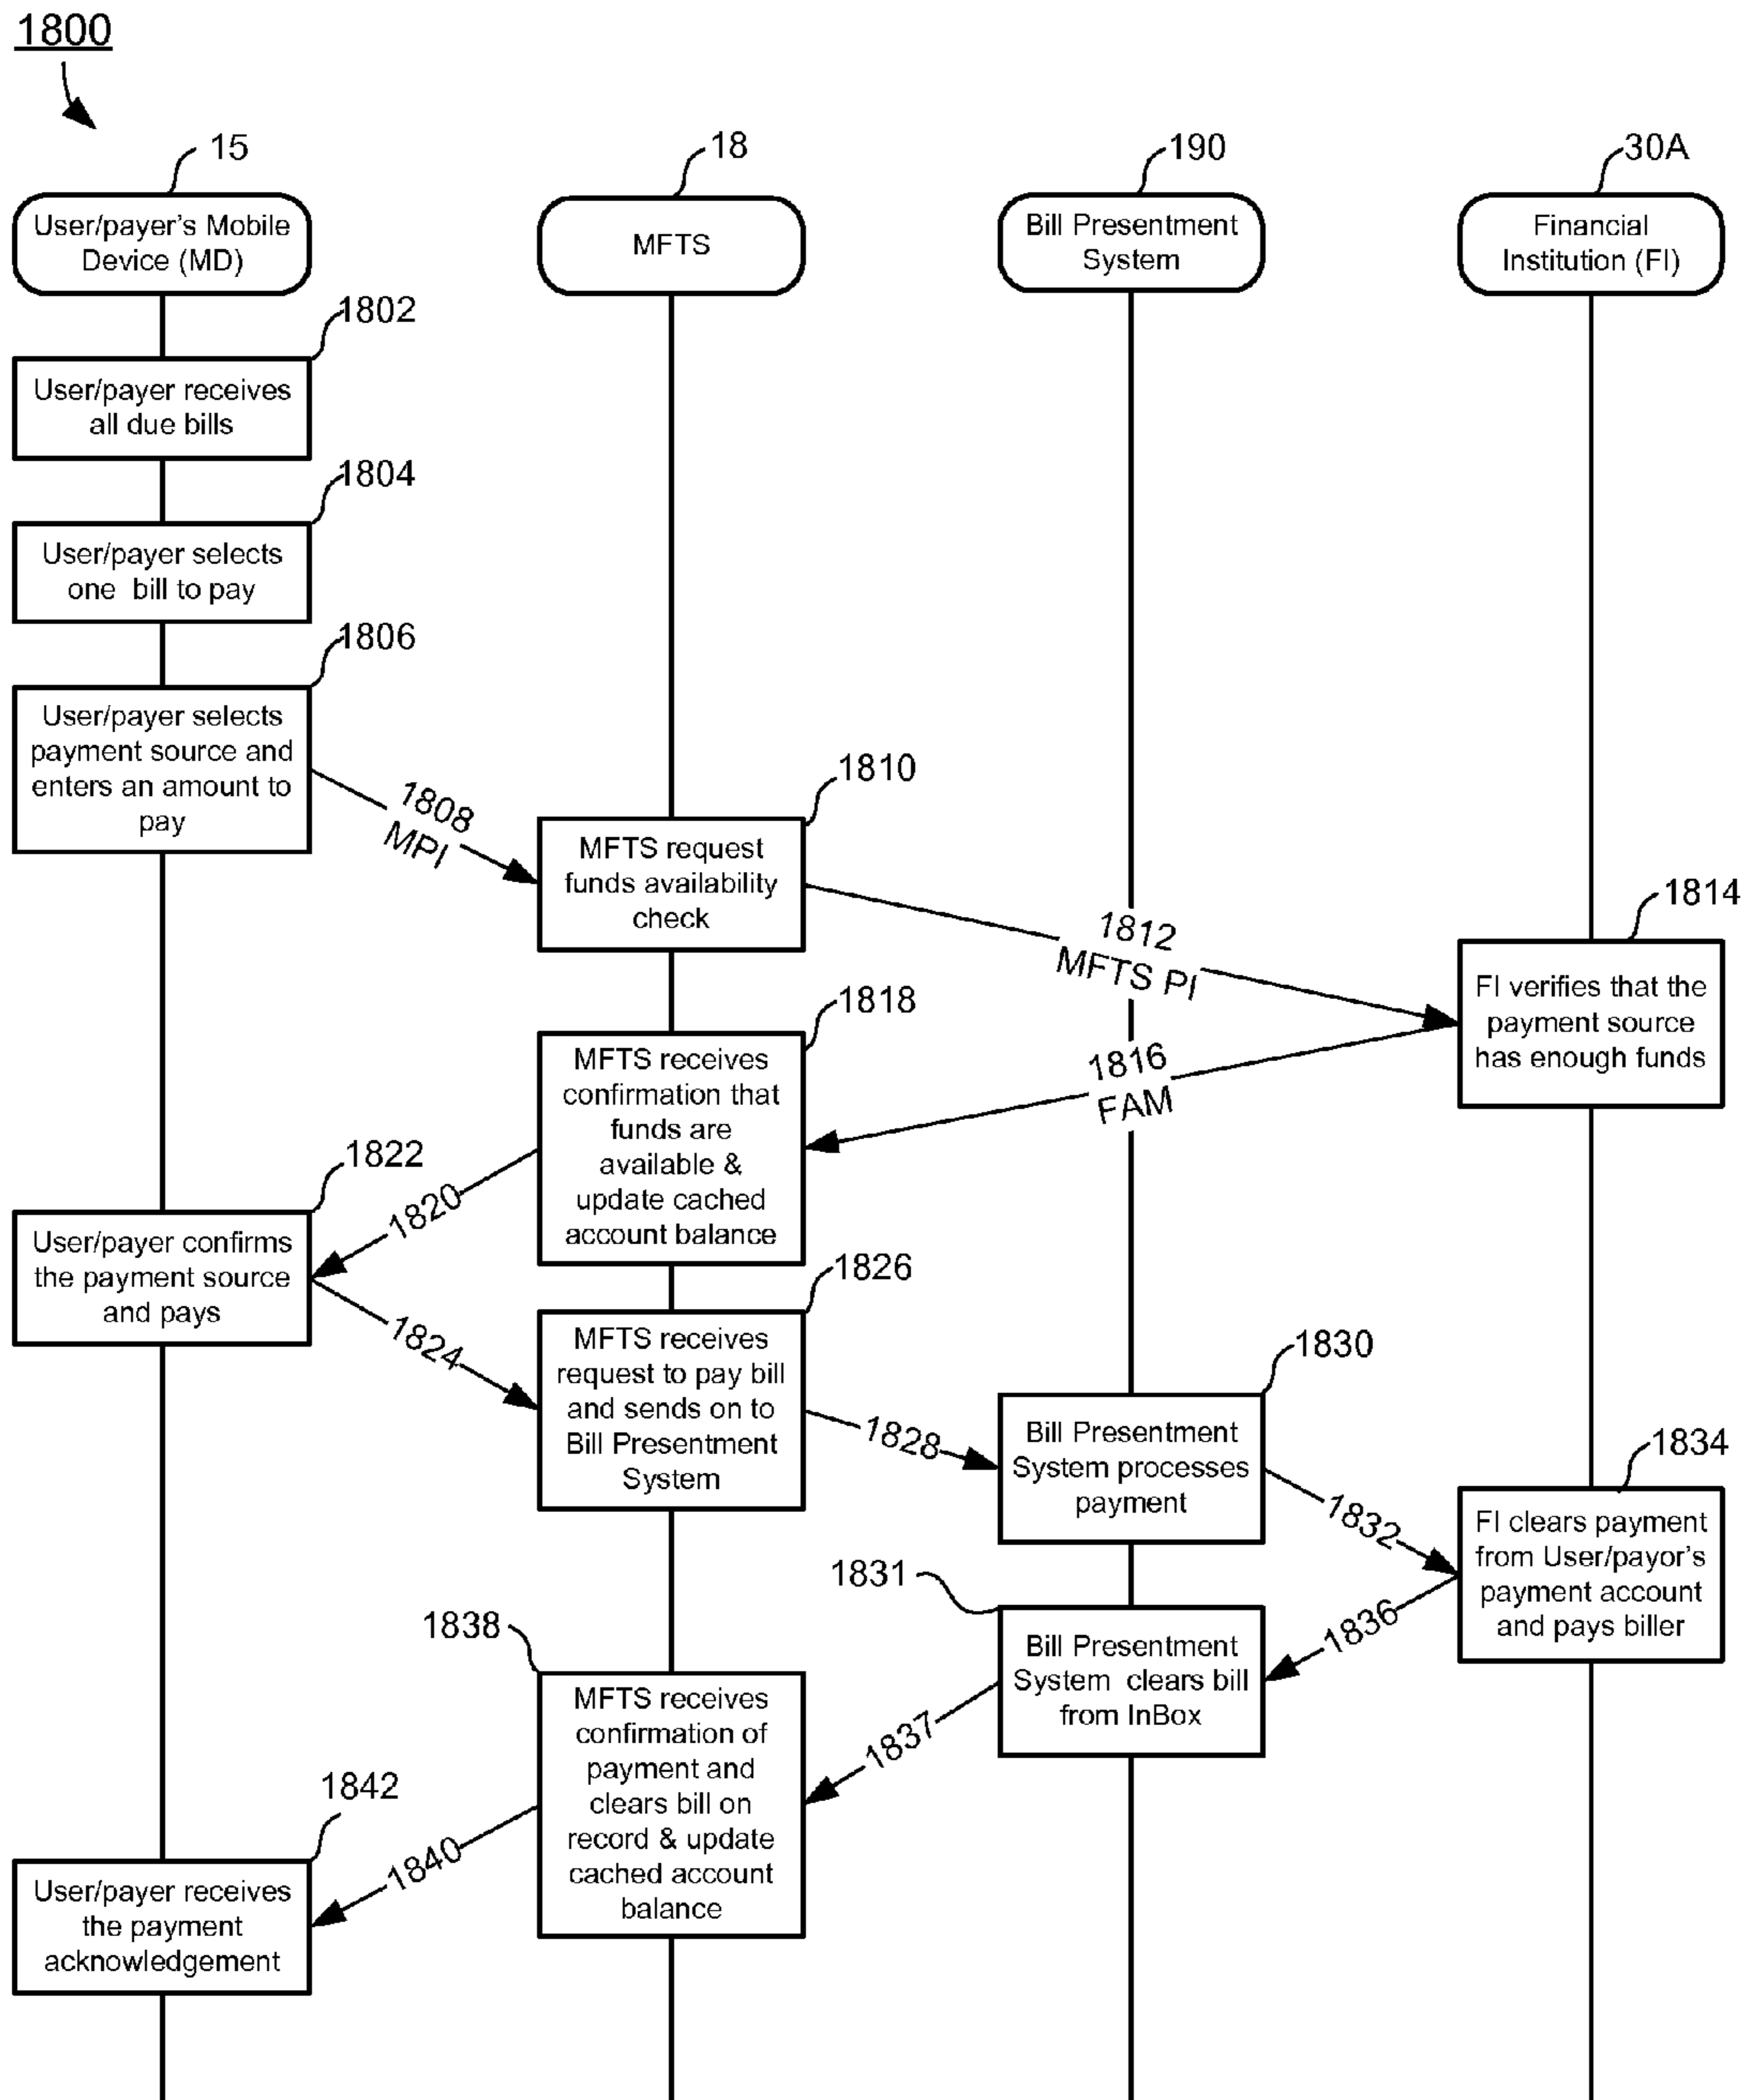 1800
15
18
190
30A
User/payer's Mobile
Device (MD)
MFTS
Bill Presentment
System
Financial
Institution (FI)
1802
User/payer receives
all due bills
1804
User/payer selects
one bill to pay
1806
User/payer selects
payment source and
enters an amount to
pay
1808
MPI
1810
MFTS request
funds availability
check
1812
MFTS PI
1814
FI verifies that the
payment source
has enough funds
1816
FAM
1818
MFTS receives
confirmation that
funds are
available &
update cached
account balance
1820
1822
User/payer confirms
the payment source
and pays
1824
1826
MFTS receives
request to pay bill
and sends on to
Bill Presentment
System
1828
1830
Bill Presentment
System processes
payment
1832
1834
FI clears payment
from User/payor's
payment account
and pays biller
1836
1831
Bill Presentment
System clears bill
from InBox
1837
1838
MFTS receives
confirmation of
payment and
clears bill on
record & update
cached account
balance
1840
1842
User/payer receives
the payment
acknowledgement